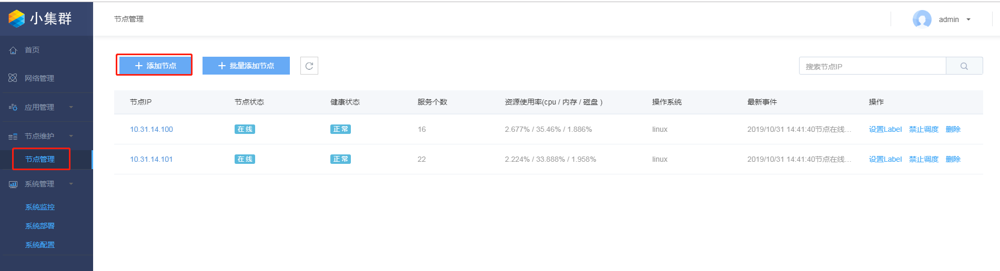 小集群
节点管理
admin
首页
网络管理
应用管理
节点维护
节点管理
系统管理
系统监控
系统部署
系统配置
添加节点
批量添加节点
搜索节点IP
节点IP 节点状态 健康状态 服务个数 资源使用率(cpu / 内存 / 磁盘 ) 操作系统 最新事件 操作
10.31.14.100 在线 正常 16 2.677% / 35.46% / 1.886% linux 2019/10/31 14:41:40节点在线... 设置Label 禁止调度 删除
10.31.14.101 在线 正常 22 2.224% / 33.888% / 1.958% linux 2019/10/31 14:41:40节点在线... 设置Label 禁止调度 删除